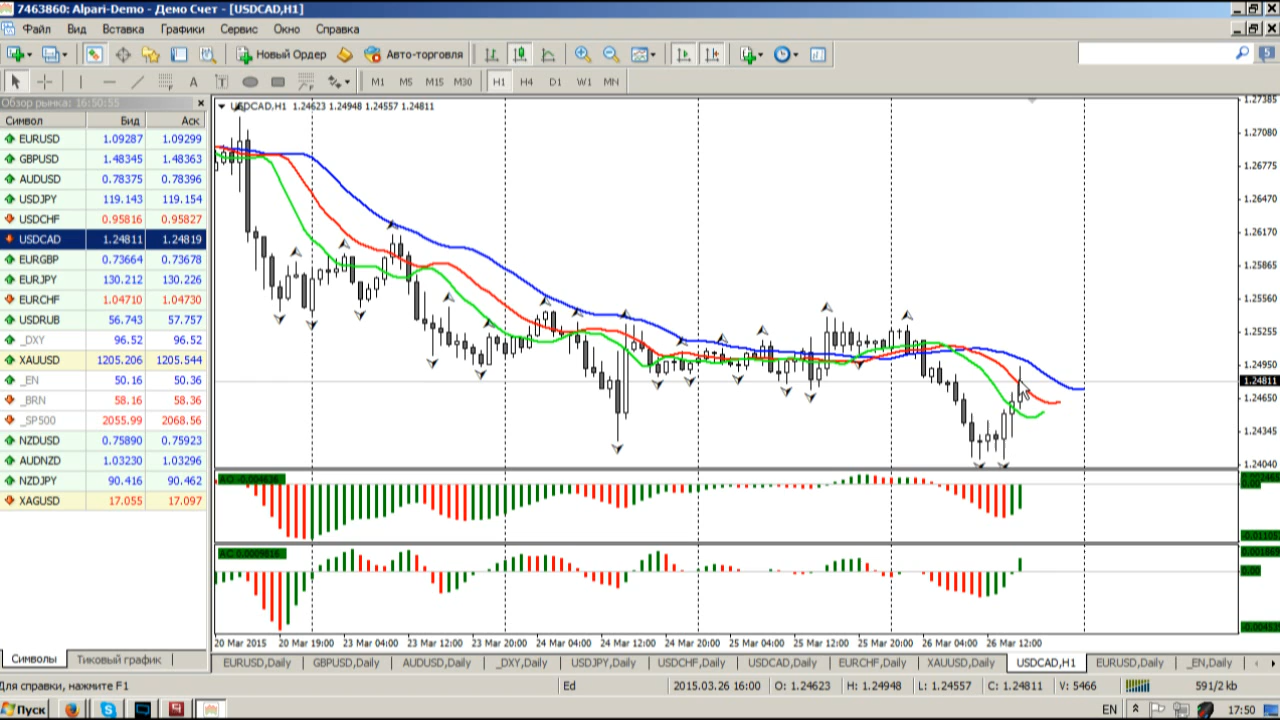 7463860: Alpari-Demo - Демо Счет - [USDCAD,H1]
Файл Вид Вставка Графики Сервис Окно Справка
Новый Ордер Авто-торговля 5
A T M1 M5 M15 M30 H1 H4 D1 W1 MN
Обзор рынка: 16:50:55
Символ Бид Аск
EURUSD 1.09287 1.09299
GBPUSD 1.48345 1.48363
AUDUSD 0.78375 0.78396
USDJPY 119.143 119.154
USDCHF 0.95816 0.95827
USDCAD 1.24811 1.24819
EURGBP 0.73664 0.73678
EURJPY 130.212 130.226
EURCHF 1.04710 1.04730
USDRUB 56.743 57.757
_DXY 96.52 96.52
XAUUSD 1205.206 1205.544
_EN 50.16 50.36
_BRN 58.16 58.36
_SP500 2055.99 2068.56
NZDUSD 0.75890 0.75923
AUDNZD 1.03230 1.03296
NZDJPY 90.416 90.462
XAGUSD 17.055 17.097
Символы Тиковый график
USDCAD,H1 1.24623 1.24948 1.24557 1.24811
1.27385
1.27080
1.26775
1.26470
1.26170
1.25865
1.25560
1.25255
1.24950
1.24811
1.24650
1.24345
1.24040
AO -0.004636
0.00
AC 0.0009816
0.00
20 Mar 2015 20 Mar 19:00 23 Mar 04:00 23 Mar 12:00 23 Mar 20:00 24 Mar 04:00 24 Mar 12:00 24 Mar 20:00 25 Mar 04:00 25 Mar 12:00 25 Mar 20:00 26 Mar 04:00 26 Mar 12:00
EURUSD,Daily GBPUSD,Daily AUDUSD,Daily _DXY,Daily USDJPY,Daily USDCHF,Daily USDCAD,Daily EURCHF,Daily XAUUSD,Daily USDCAD,H1 EURUSD,Daily _EN,Daily
Для справки, нажмите F1 Ed 2015.03.26 16:00 O: 1.24623 H: 1.24948 L: 1.24557 C: 1.24811 V: 5466 591/2 kb
Пуск EN 17:50